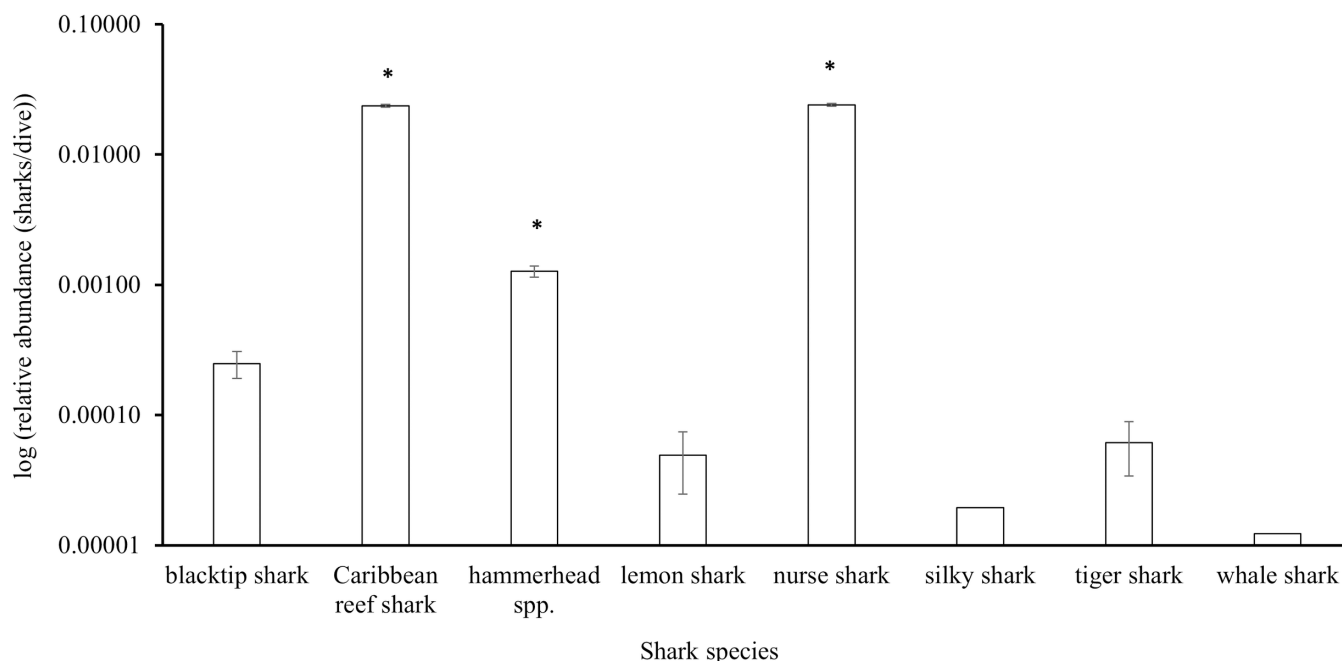 log (relative abundance (sharks/dive))
0.10000
0.01000
0.00100
0.00010
0.00001
*
*
*
blacktip shark
Caribbean
reef shark
hammerhead
spp.
lemon shark
nurse shark
silky shark
tiger shark
whale shark
Shark species